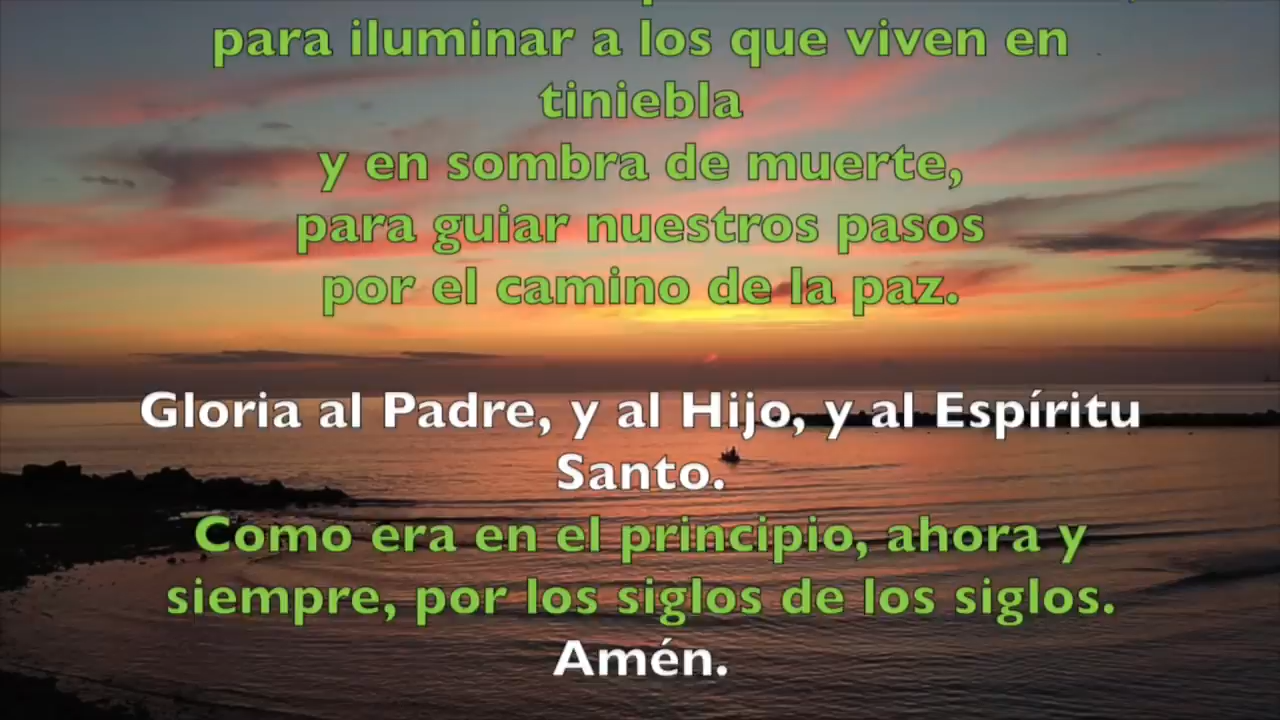 para iluminar a los que viven en
tiniebla
y en sombra de muerte,
para guiar nuestros pasos
por el camino de la paz.
Gloria al Padre, y al Hijo, y al Espíritu
Santo.
Como era en el principio, ahora y
siempre, por los siglos de los siglos.
Amén.